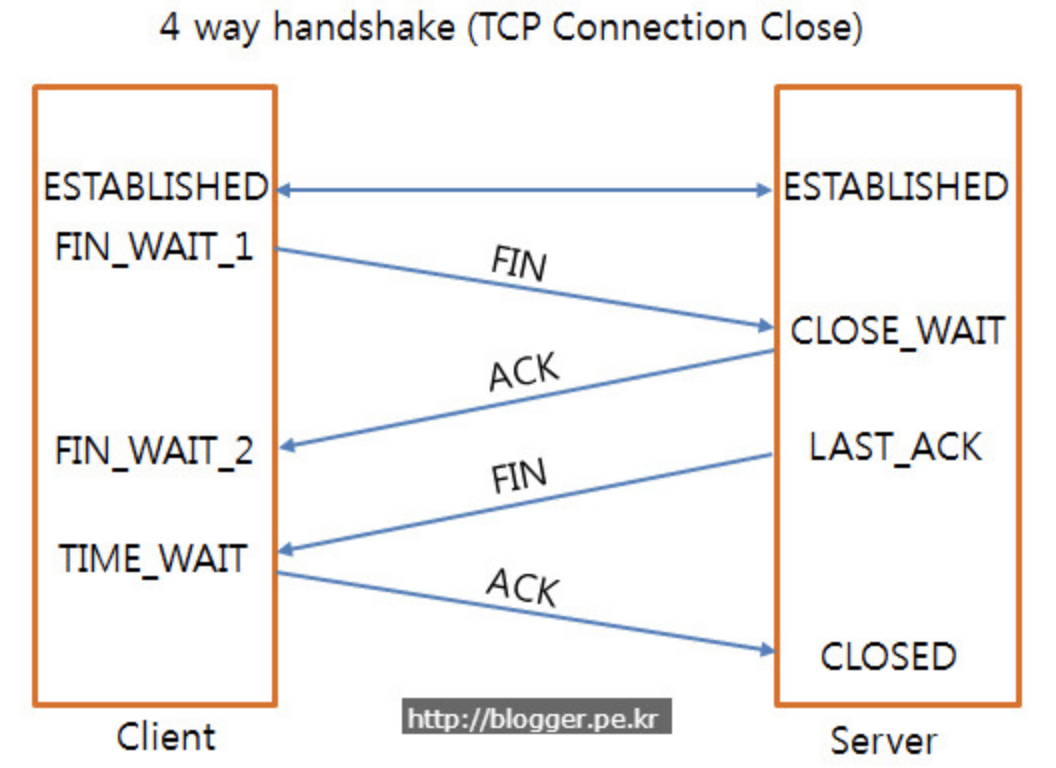 4 way handshake (TCP Connection Close)
ESTABLISHED
ESTABLISHED
FIN_WAIT_1
FIN
CLOSE_WAIT
ACK
FIN_WAIT_2
LAST_ACK
FIN
TIME_WAIT
ACK
CLOSED
http://blogger.pe.kr
Client
Server